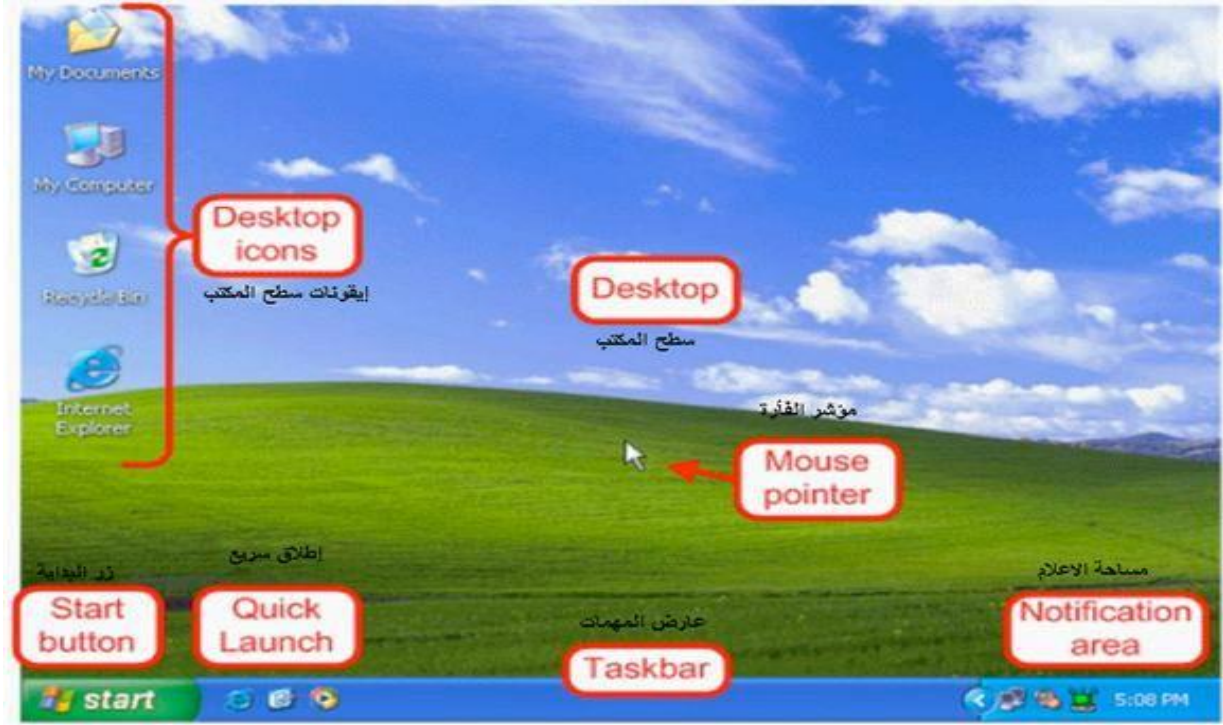 My Documents
My Computer
Desktop
icons
إيقونات سطح المكتب
Recycle Bin
Desktop
سطح المكتب
Internet
Explorer
مؤشر الفأرة
Mouse
pointer
زر البداية
Start
button
إطلاق سريع
Quick
Launch
عارض المهمات
Taskbar
مساحة الاعلام
Notification
area
start
5:08 PM